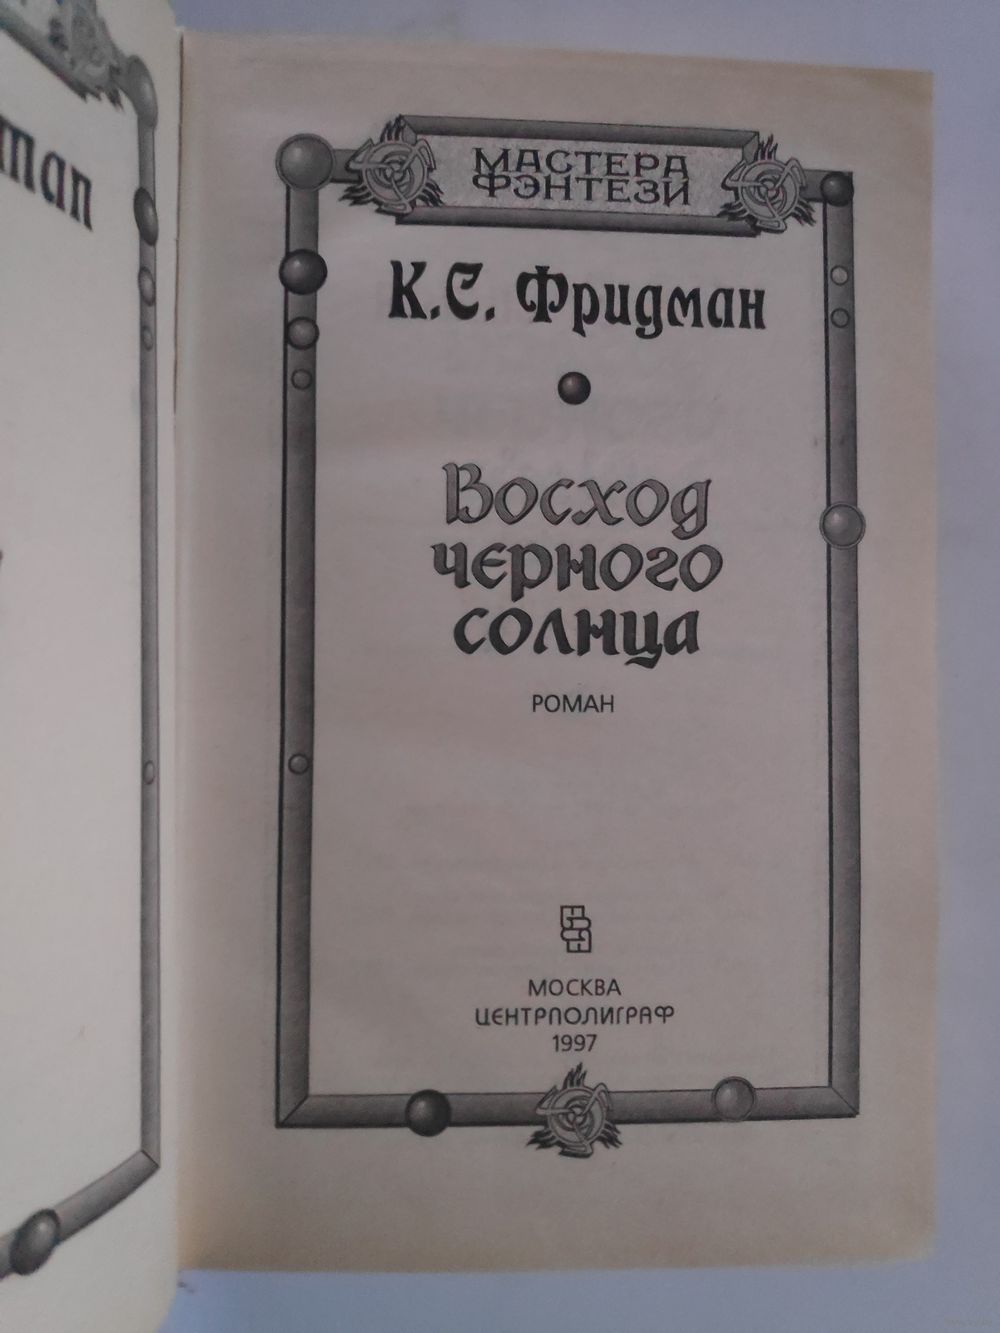 МАСТЕРА
ФЭНТЕЗИ
К.С. Фридман
Восход
черного
солнца
РОМАН
МОСКВА
ЦЕНТРПОЛИГРАФ
1997